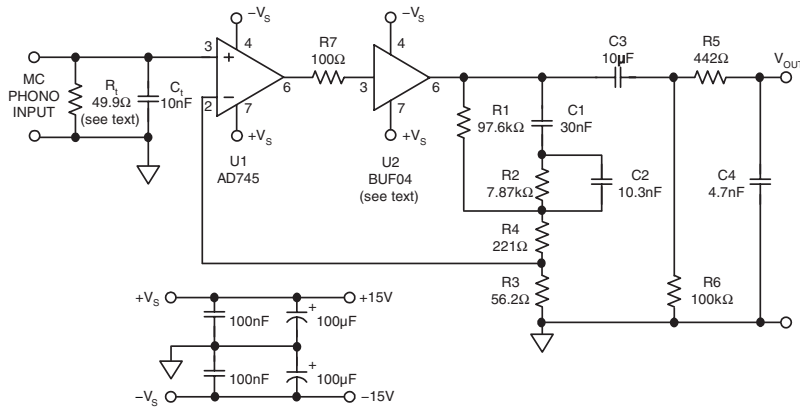 −VS
MC
PHONO
INPUT
Rt
49.9Ω
(see text)
Ct
10nF
3
+
4
2
−
7
6
+VS
U1
AD745
R7
100Ω
−VS
4
3
6
7
+VS
U2
BUF04
(see text)
R1
97.6kΩ
C1
30nF
R2
7.87kΩ
C2
10.3nF
R4
221Ω
R3
56.2Ω
C3
10µF
R5
442Ω
VOUT
C4
4.7nF
R6
100kΩ
+VS
+15V
100nF
+
100µF
100nF
+
100µF
−VS
−15V